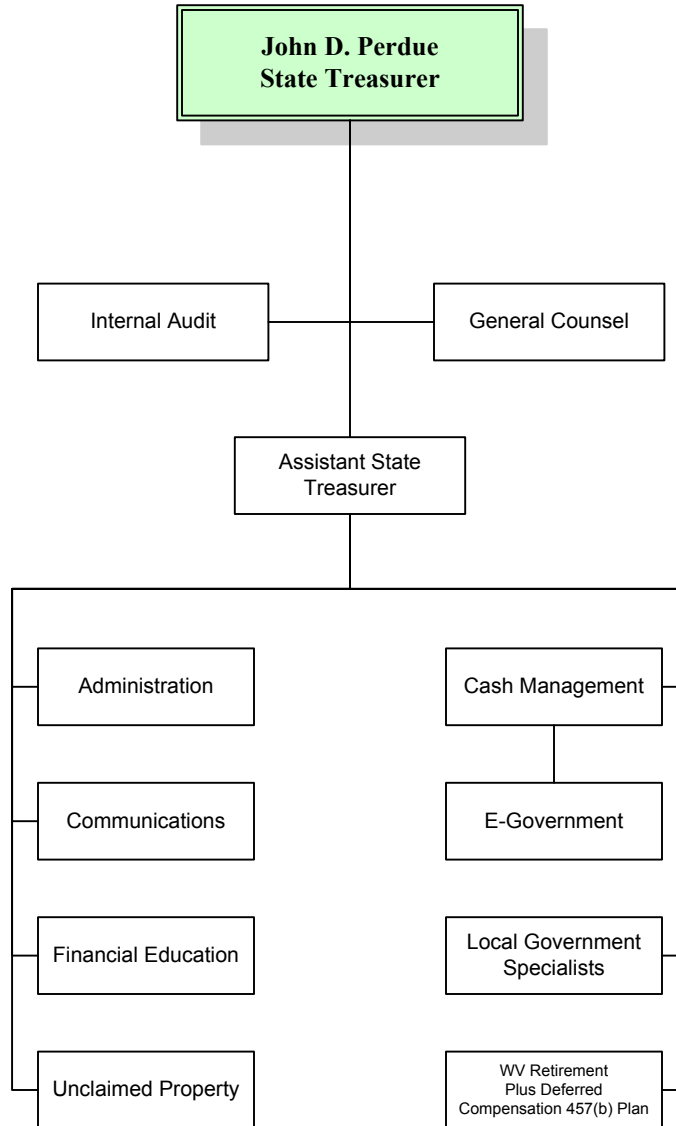 John D. Perdue
State Treasurer
Internal Audit
General Counsel
Assistant State
Treasurer
Administration
Cash Management
Communications
E-Government
Financial Education
Local Government
Specialists
Unclaimed Property
WV Retirement
Plus Deferred
Compensation 457(b) Plan